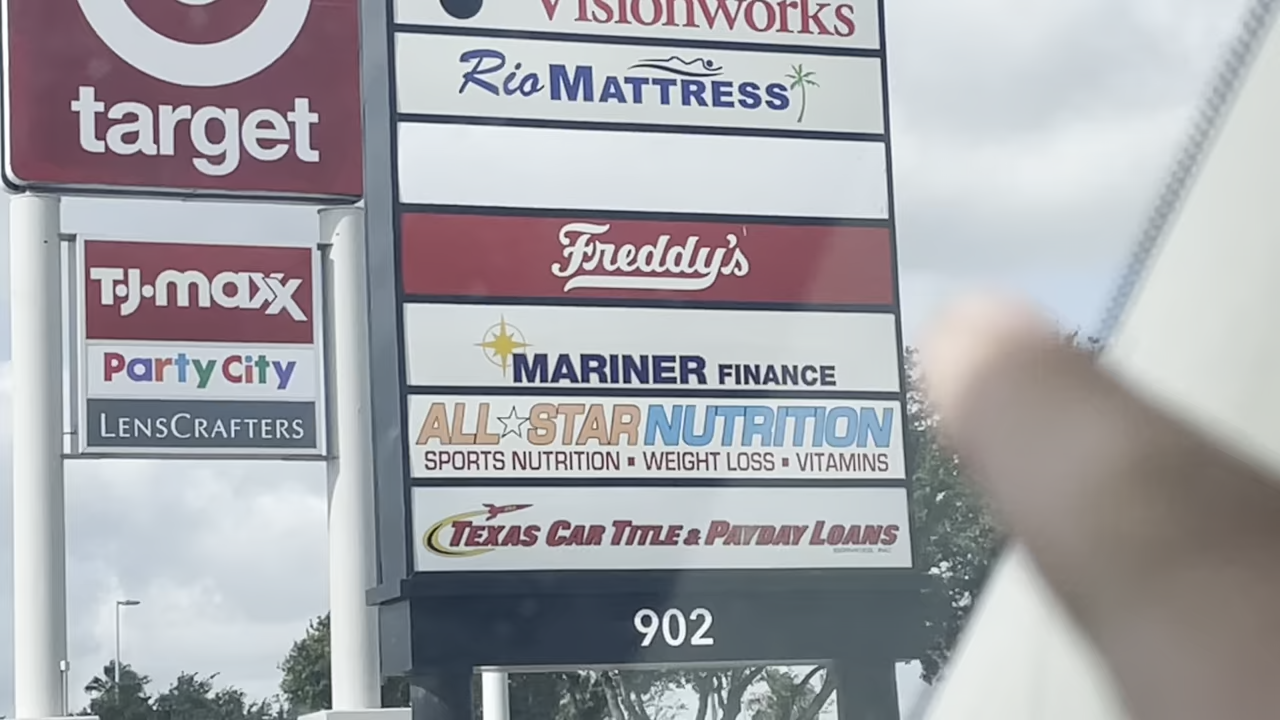 target
T·J·maxx
Party City
LENSCRAFTERS
Visionworks
Rio MATTRESS
Freddy's
MARINER FINANCE
ALL STAR NUTRITION
SPORTS NUTRITION ▪ WEIGHT LOSS ▪ VITAMINS
TEXAS CAR TITLE & PAYDAY LOANS
902